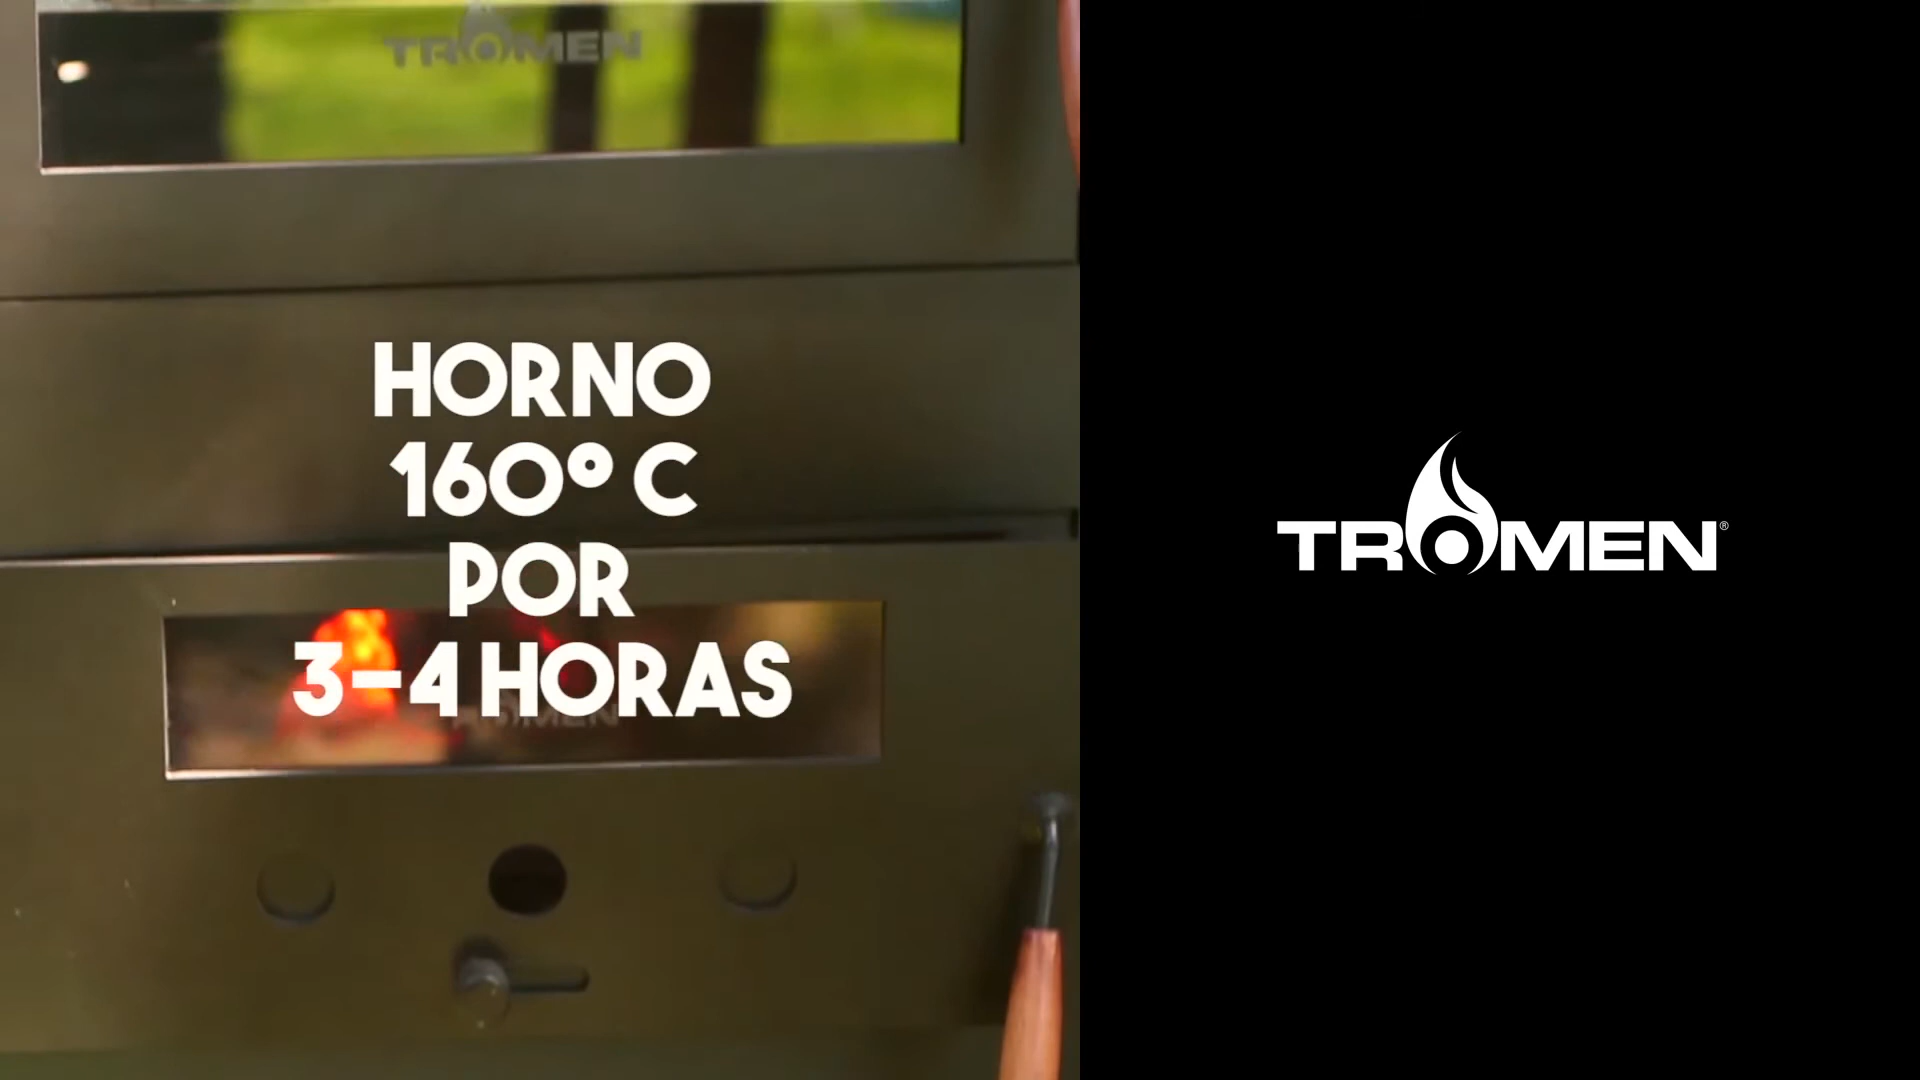 TROMEN
HORNO
160° C
POR
3-4 HORAS
TROMEN
TROMEN®